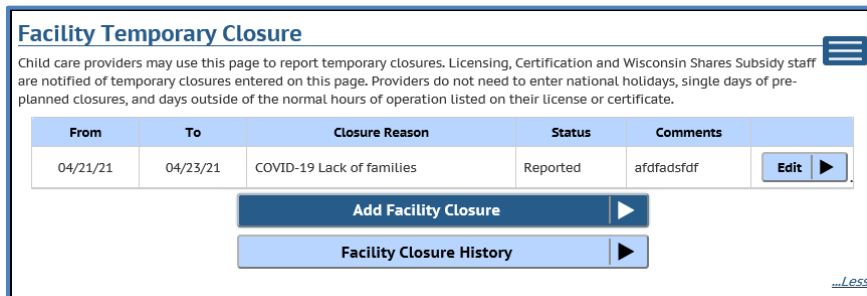 Facility Temporary Closure
Child care providers may use this page to report temporary closures. Licensing, Certification and Wisconsin Shares Subsidy staff
are notified of temporary closures entered on this page. Providers do not need to enter national holidays, single days of pre-
planned closures, and days outside of the normal hours of operation listed on their license or certificate.
From To Closure Reason Status Comments
04/21/21 04/23/21 COVID-19 Lack of families Reported afdfadsfdf Edit
Add Facility Closure
Facility Closure History
...Less